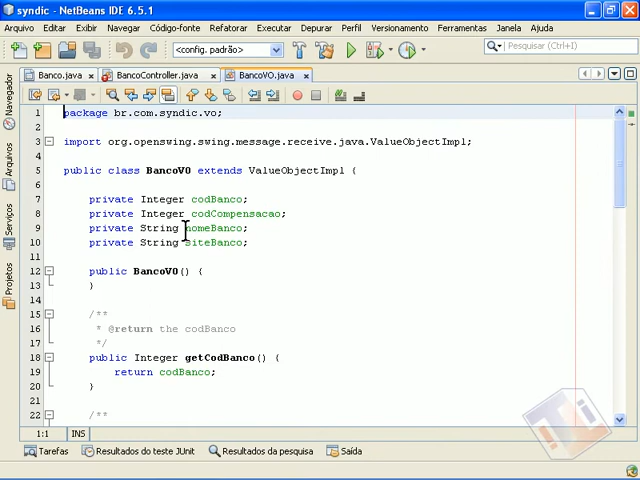 syndic - NetBeans IDE 6.5.1
Arquivo Editar Exibir Navegar Código-fonte Refatorar Executar Depurar Perfil Versionamento Ferramentas Janela Ajuda
<config. padrão> Pesquisar (Ctrl+I)
Banco.java BancoController.java BancoVO.java
Navegador
Arquivos
Serviços
Projetos
1 package br.com.syndic.vo;
2
3 import org.openswing.swing.message.receive.java.ValueObjectImpl;
4
5 public class BancoVO extends ValueObjectImpl {
6
7 private Integer codBanco;
8 private Integer codCompensacao;
9 private String nomeBanco;
10 private String siteBanco;
11
12 public BancoVO() {
13 }
14
15 /**
16 * @return the codBanco
17 */
18 public Integer getCodBanco() {
19 return codBanco;
20 }
21
22 /**
1:1 INS
Tarefas Resultados do teste JUnit Resultados da pesquisa Saída